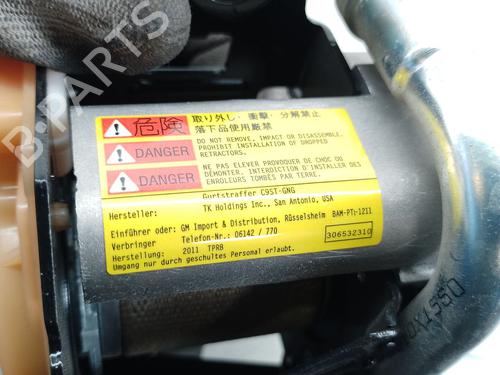 B-PARTS
危険
取り外し・衝撃・分解禁止
落下品使用厳禁
DANGER
DO NOT REMOVE, IMPACT OR DISASSEMBLE.
PROHIBIT INSTALLATION OF DROPPED
RETRACTORS.
DANGER
NE PAS ELEVER PROVOQUER DE CHOC OU
DÉMONTER. INTERDICTION D'INSTALLER DES
ENROLEURS TOMBÉS PAR TERRE.
Gurtstraffer C9ST-GNG
Hersteller: TK Holdings Inc., San Antonio, USA
Einführer oder: GM Import & Distribution, Rüsselsheim BAM-PT1-1211
Verbringer Telefon-Nr.: 06142 / 770
Herstellung: 2011 TPRB
306532310
Umgang nur durch geschultes Personal erlaubt.